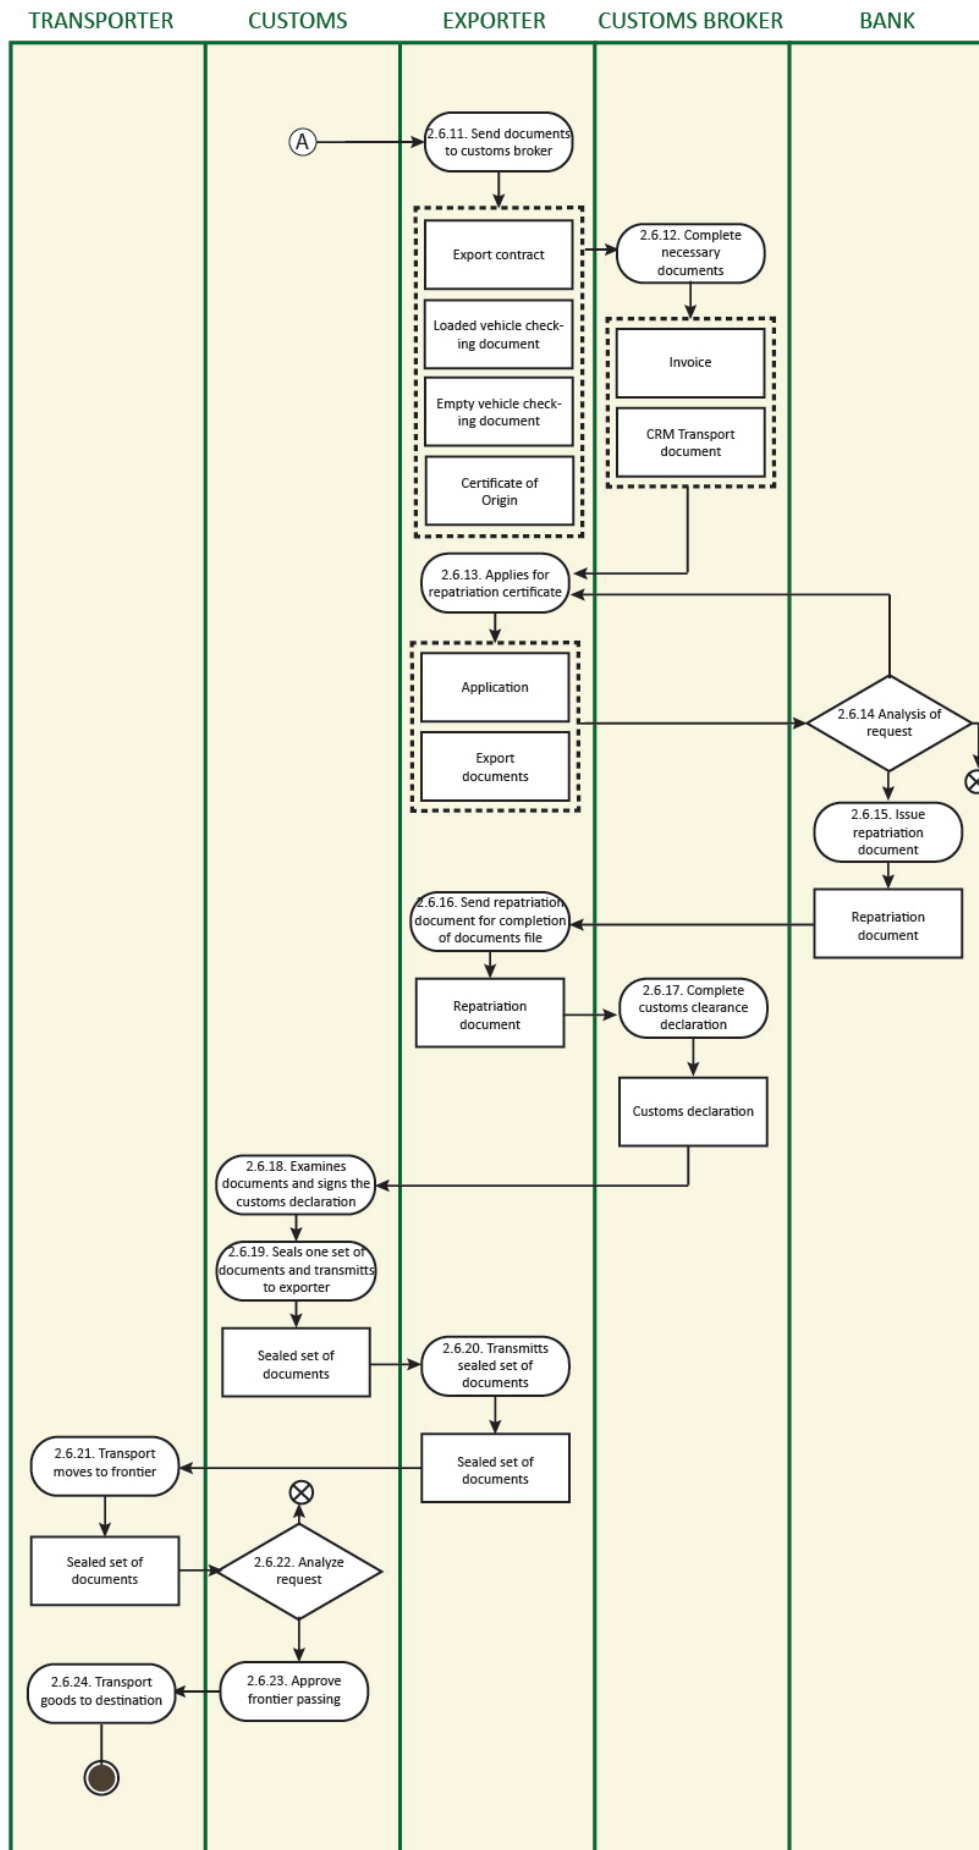 TRANSPORTER
CUSTOMS
EXPORTER
CUSTOMS BROKER
BANK
A
2.6.11. Send documents
to customs broker
Export contract
2.6.12. Complete
necessary
documents
Loaded vehicle check-
ing document
Invoice
Empty vehicle check-
ing document
CRM Transport
document
Certificate of
Origin
2.6.13. Applies for
repatriation certificate
Application
2.6.14 Analysis of
request
Export
documents
2.6.15. Issue
repatriation
document
2.6.16. Send repatriation
document for completion
of documents file
Repatriation
document
Repatriation
document
2.6.17. Complete
customs clearance
declaration
Customs declaration
2.6.18. Examines
documents and signs the
customs declaration
2.6.19. Seals one set of
documents and transmitts
to exporter
Sealed set of
documents
2.6.20. Transmitts
sealed set of
documents
2.6.21. Transport
moves to frontier
Sealed set of
documents
Sealed set of
documents
2.6.22. Analyze
request
2.6.24. Transport
goods to destination
2.6.23. Approve
frontier passing